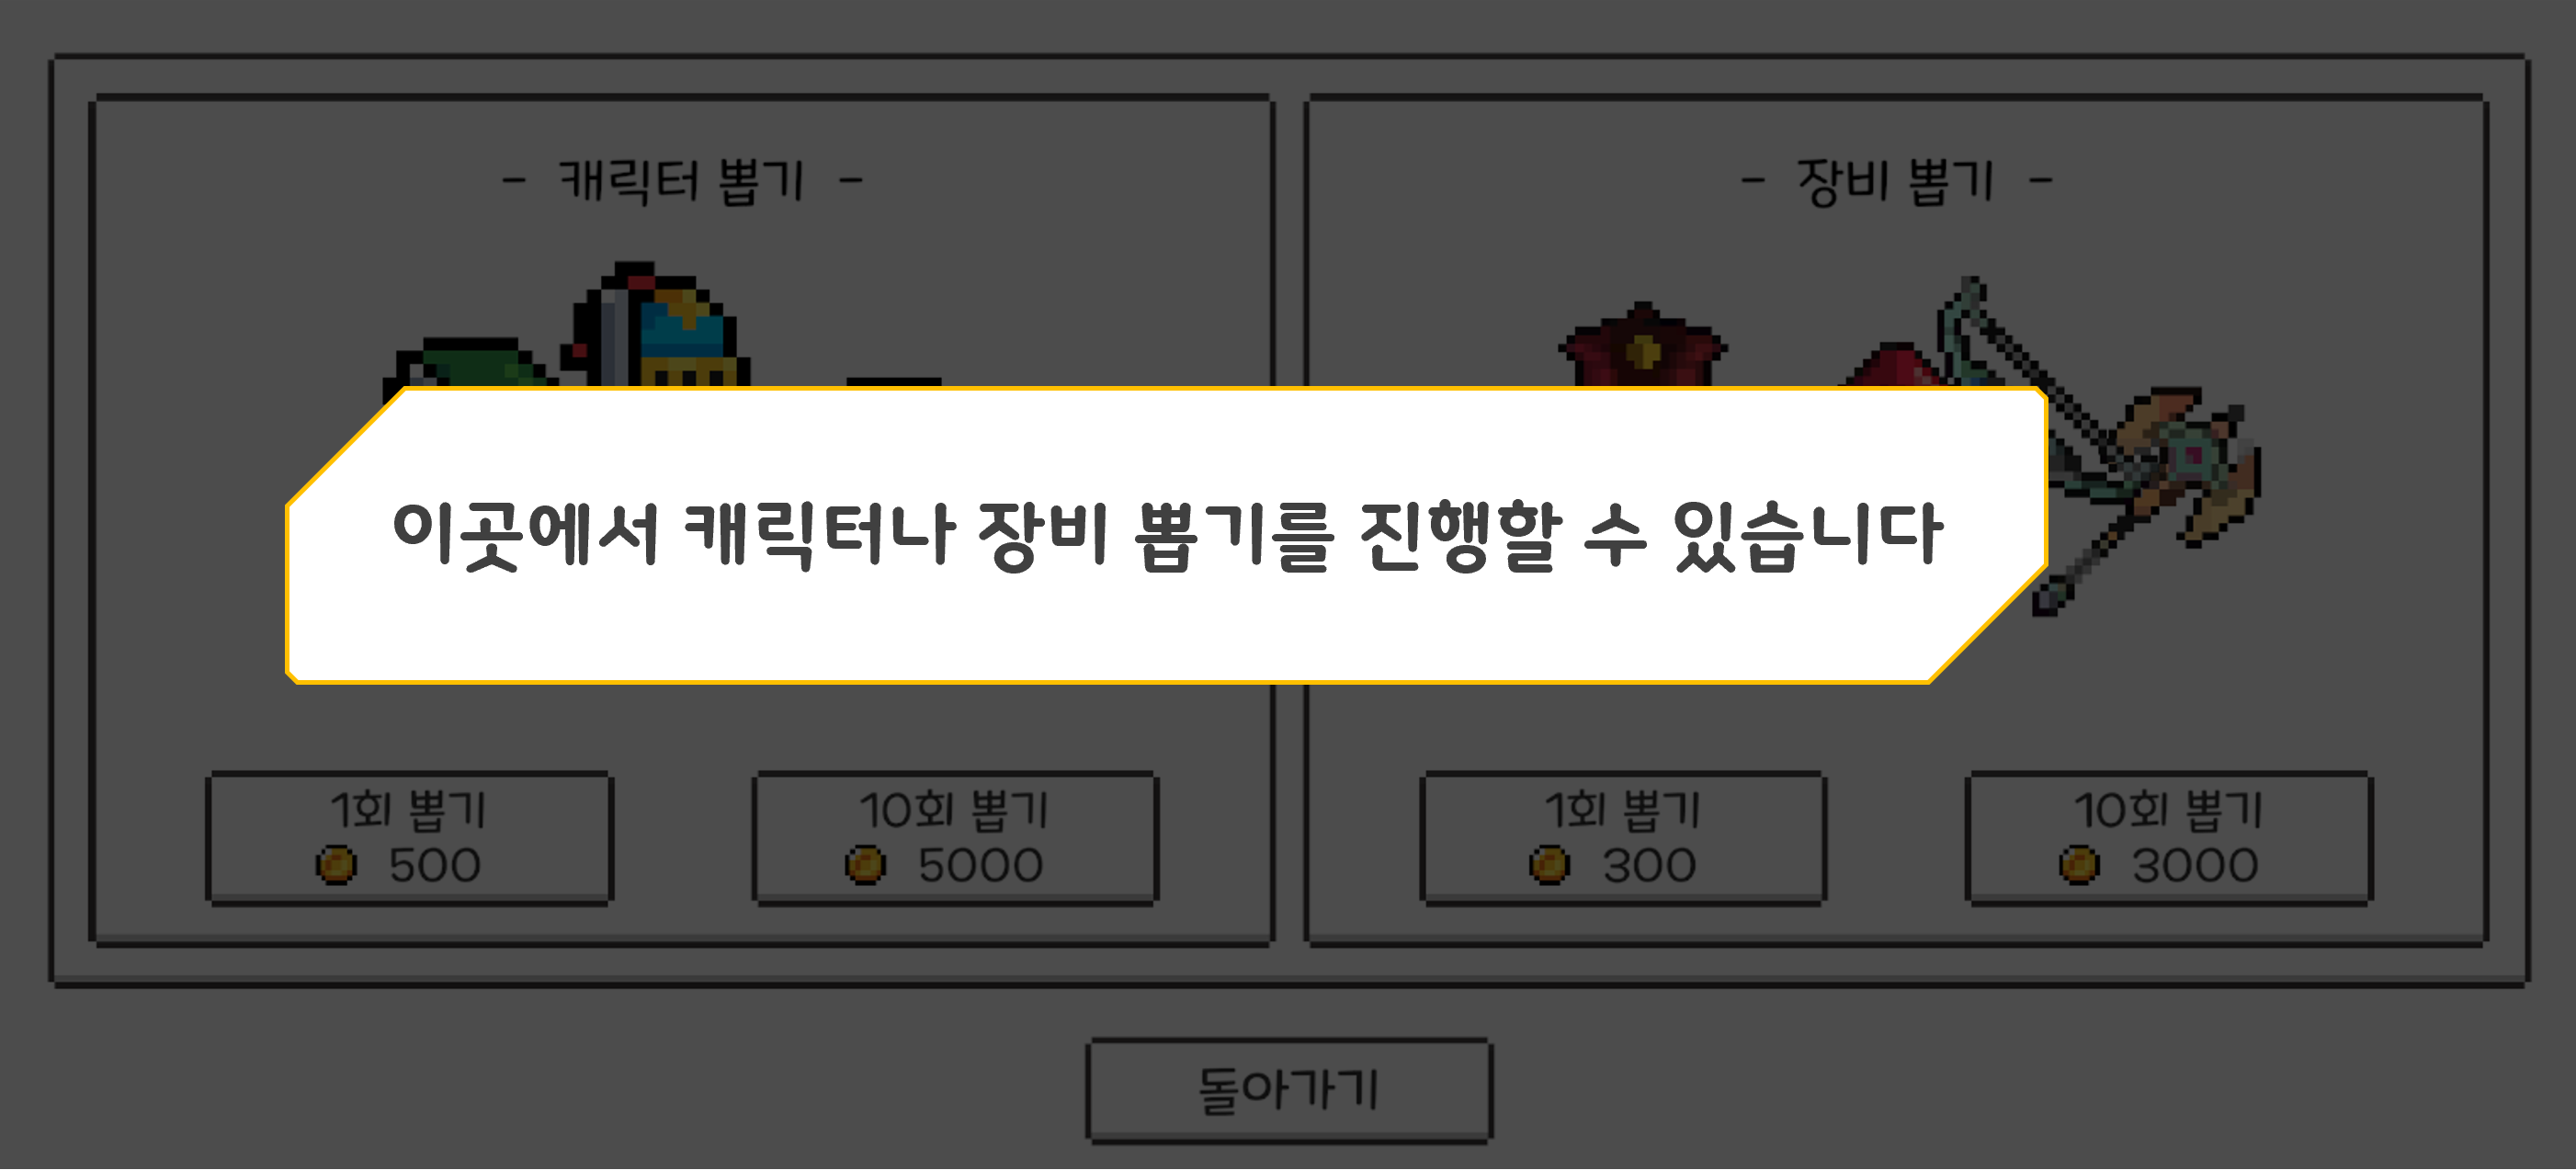 - 캐릭터 뽑기 -
- 장비 뽑기 -
이곳에서 캐릭터나 장비 뽑기를 진행할 수 있습니다
1회 뽑기
500
10회 뽑기
5000
1회 뽑기
300
10회 뽑기
3000
돌아가기